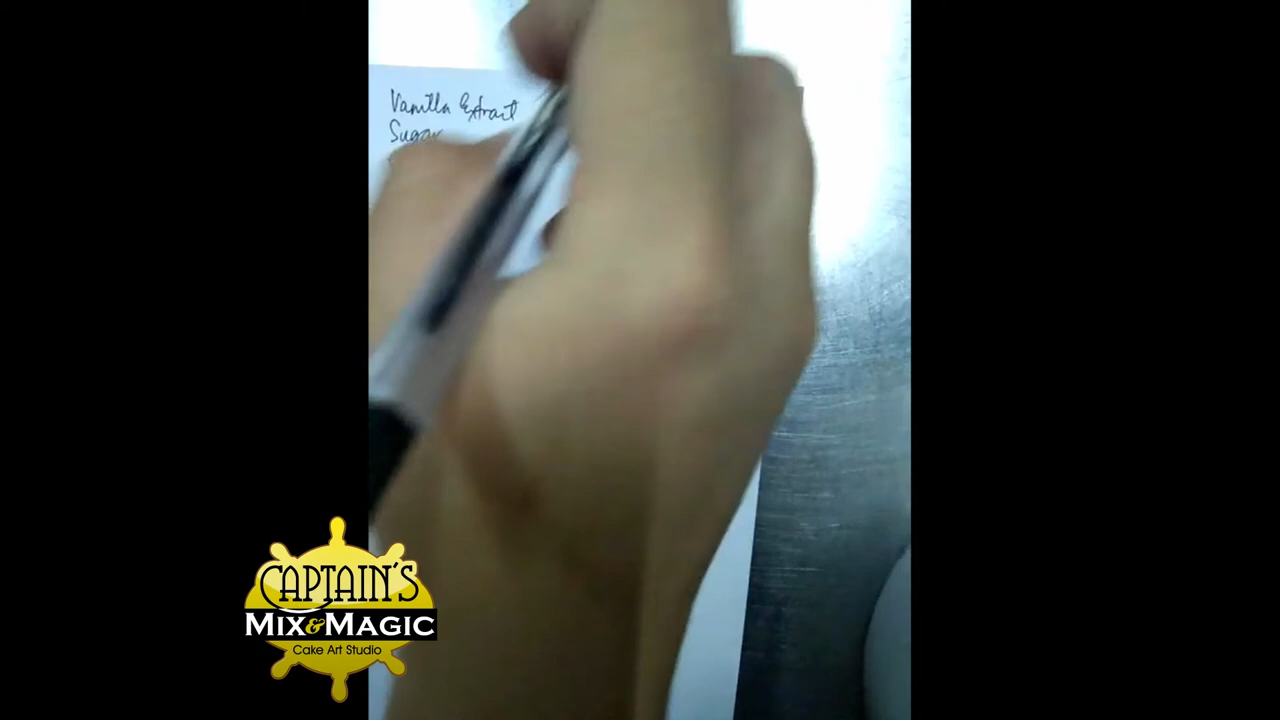 Vanilla Extract
Sugar
CAPTAIN'S
MIX & MAGIC
Cake Art Studio